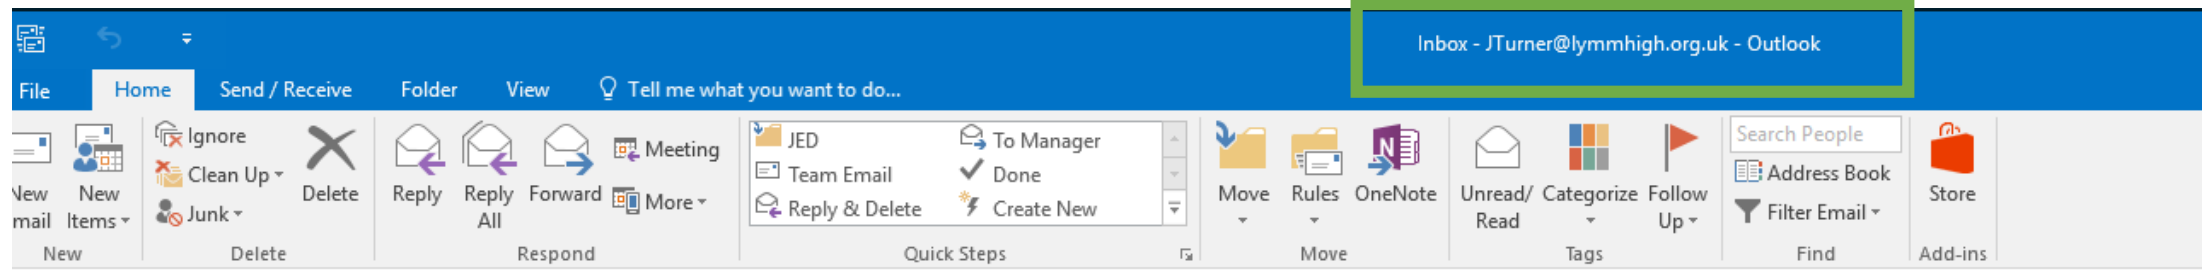 Inbox - JTurner@lymmhigh.org.uk - Outlook
File Home Send / Receive Folder View Tell me what you want to do...
Ignore
Clean Up
Junk
Delete
Delete
New
mail
New
Items
New
Reply
Reply
All
Forward
Meeting
More
Respond
JED
To Manager
Team Email
Done
Reply & Delete
Create New
Quick Steps
Move
Rules
OneNote
Move
Unread/
Read
Categorize
Follow
Up
Tags
Search People
Address Book
Filter Email
Find
Store
Add-ins